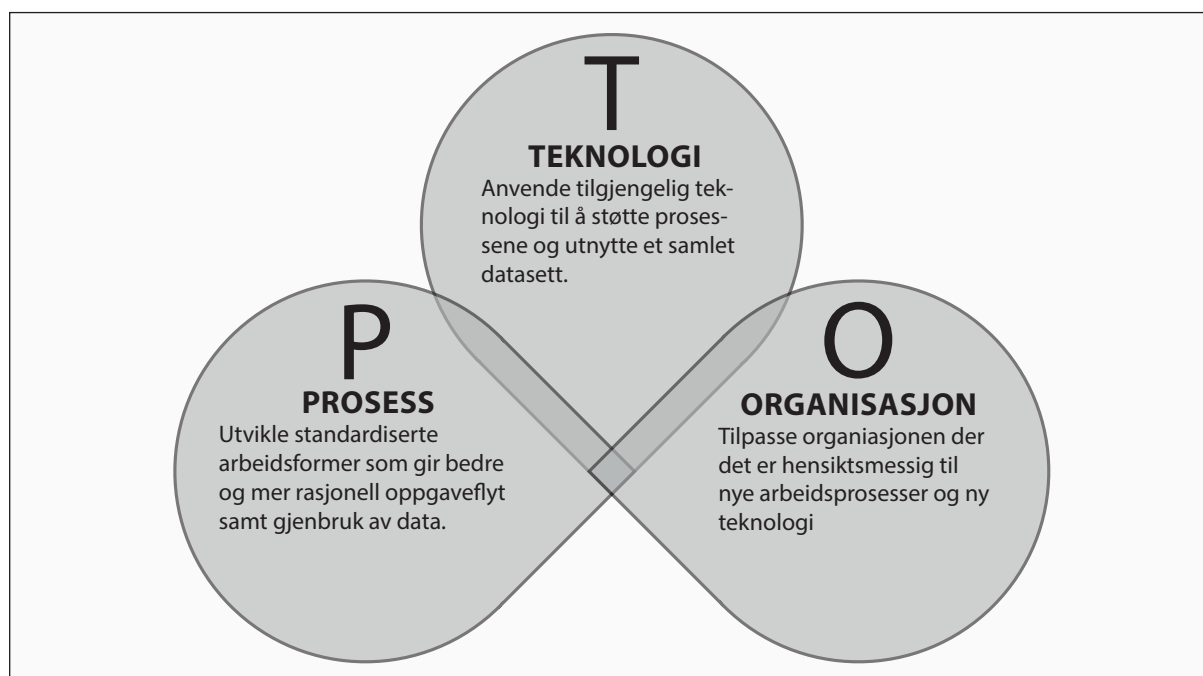 T
TEKNOLOGI
Anvende tilgjengelig tek-
nologi til å støtte proses-
sene og utnytte et samlet
datasett.
P
PROSESS
Utvikle standardiserte
arbeidsformer som gir bedre
og mer rasjonell oppgaveflyt
samt gjenbruk av data.
O
ORGANISASJON
Tilpasse organiasjonen der
det er hensiktsmessig til
nye arbeidsprosesser og ny
teknologi